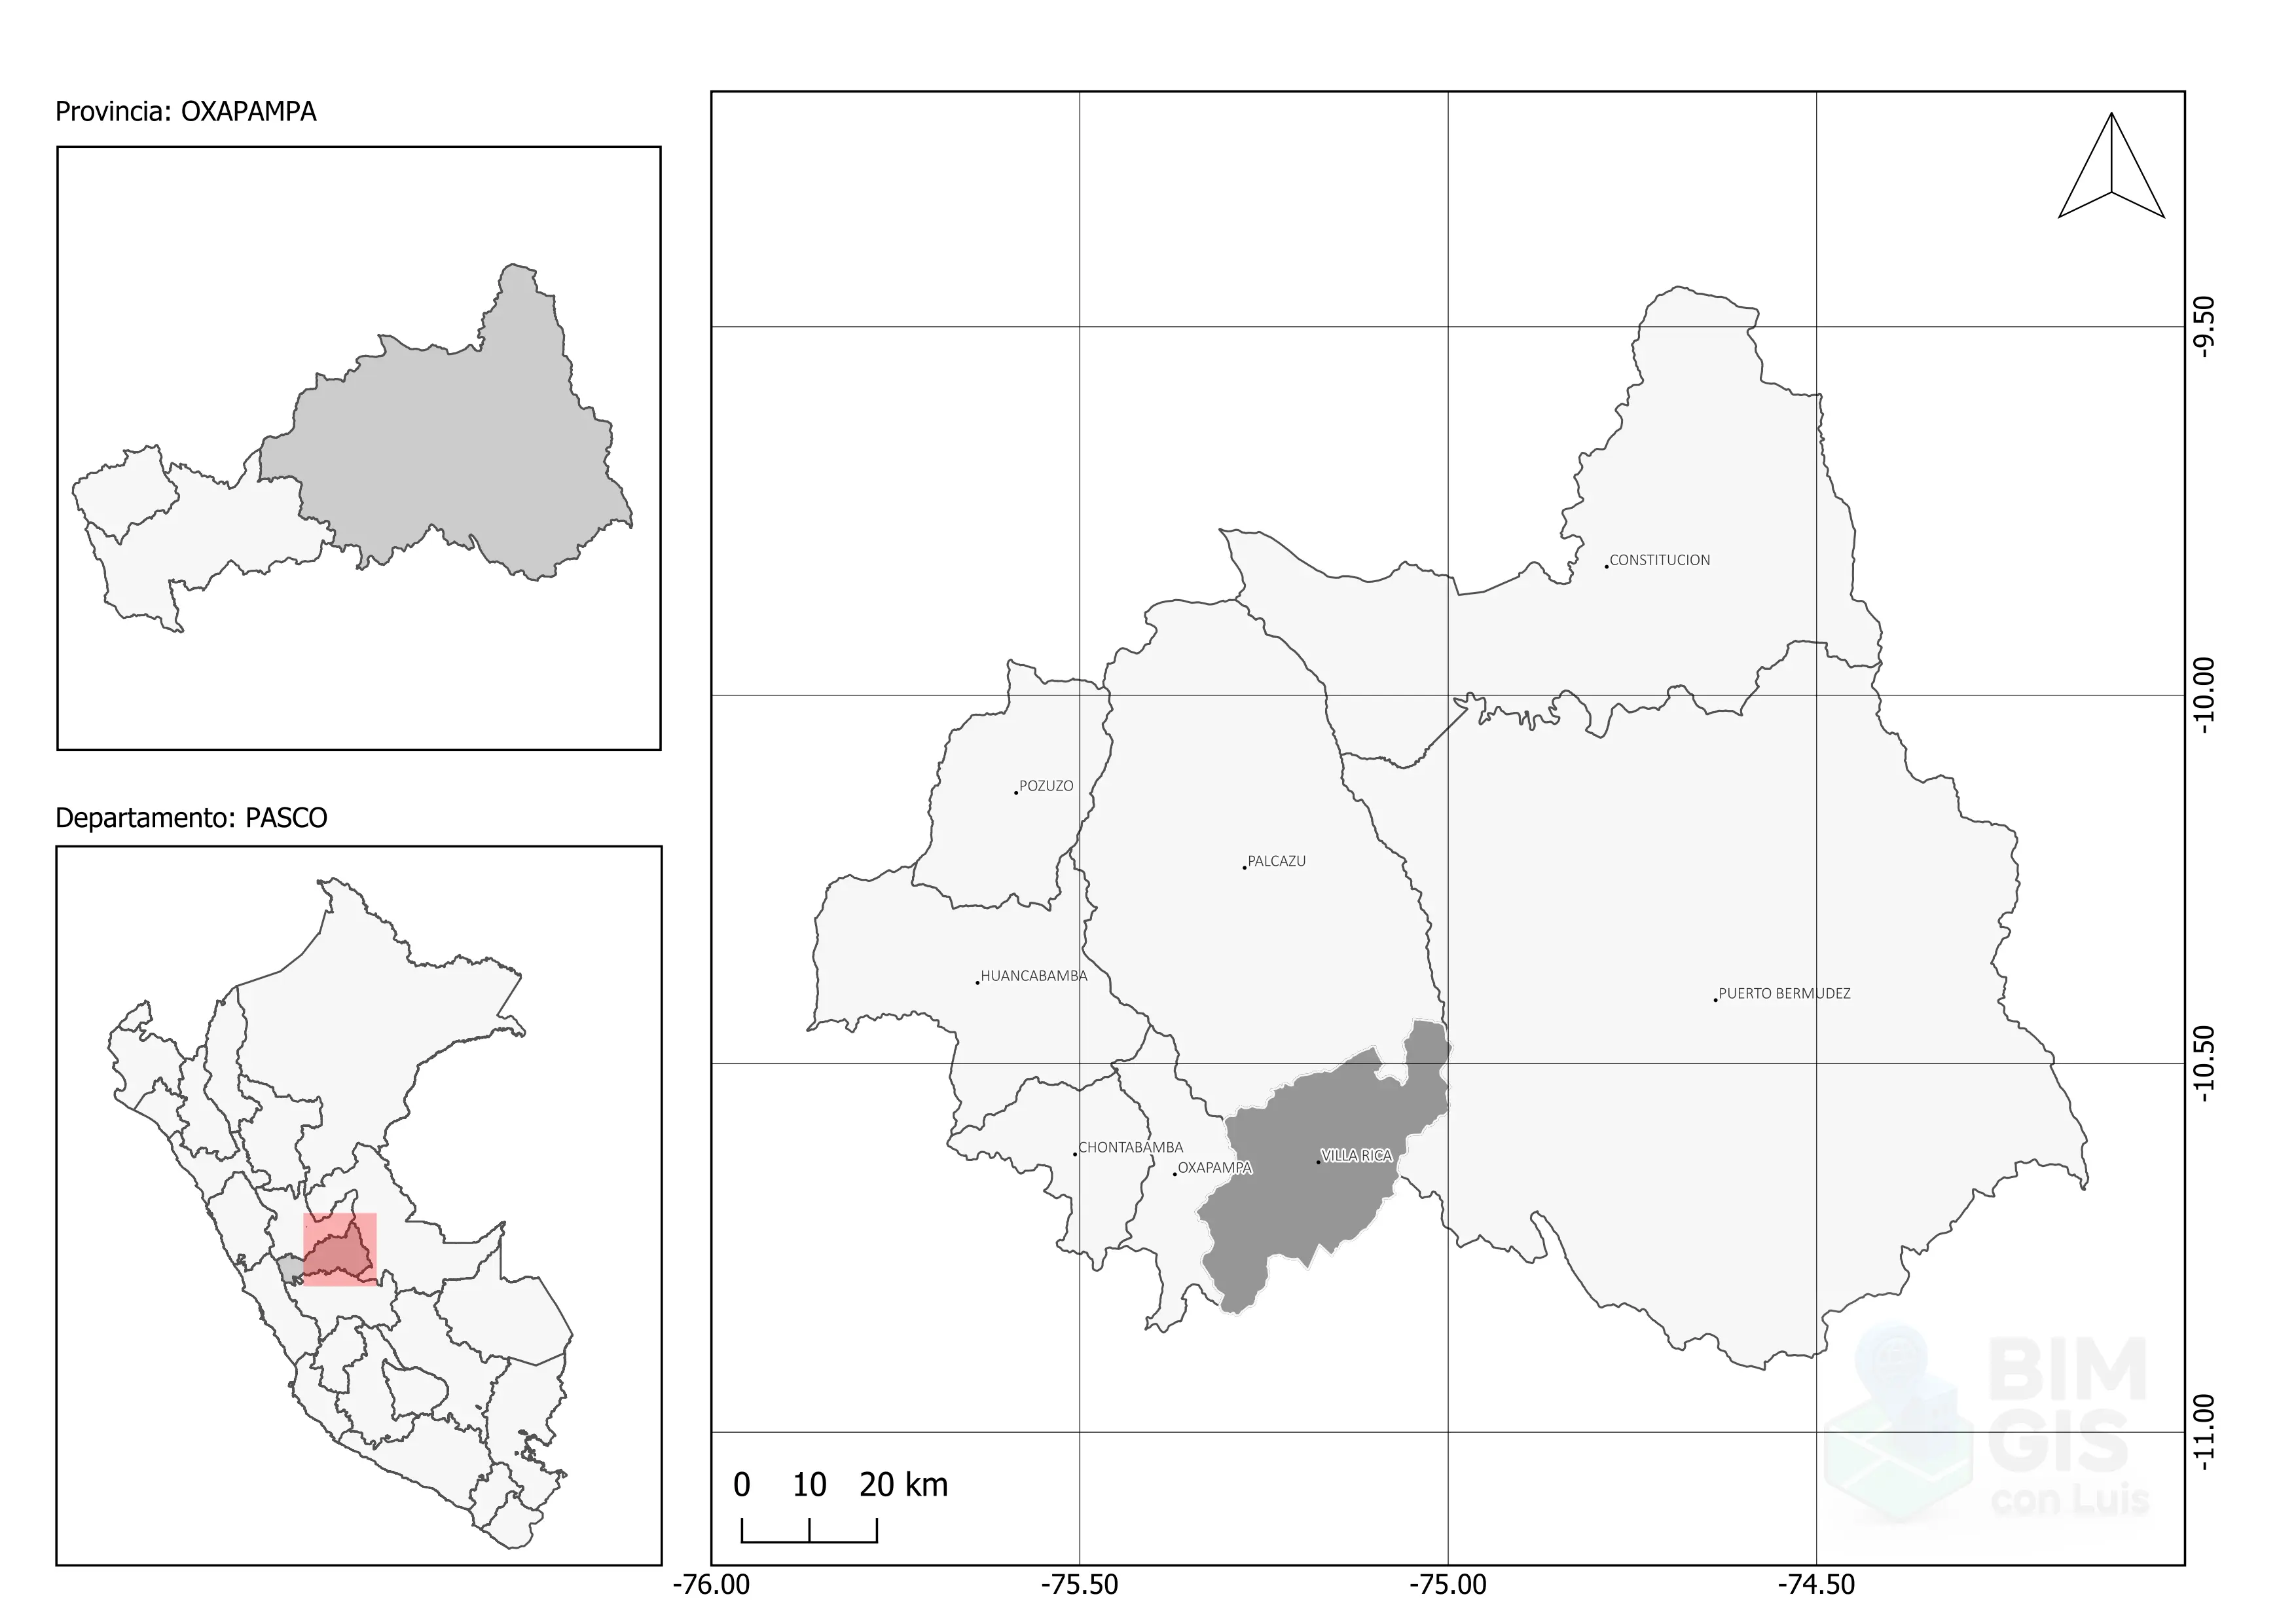 Provincia: OXAPAMPA
Departamento: PASCO
CONSTITUCION
POZUZO
PALCAZU
HUANCABAMBA
PUERTO BERMUDEZ
CHONTABAMBA
OXAPAMPA
VILLA RICA
-9.50
-10.00
-10.50
-11.00
BIM
GIS
con Luis
0 10 20 km
-76.00 -75.50 -75.00 -74.50